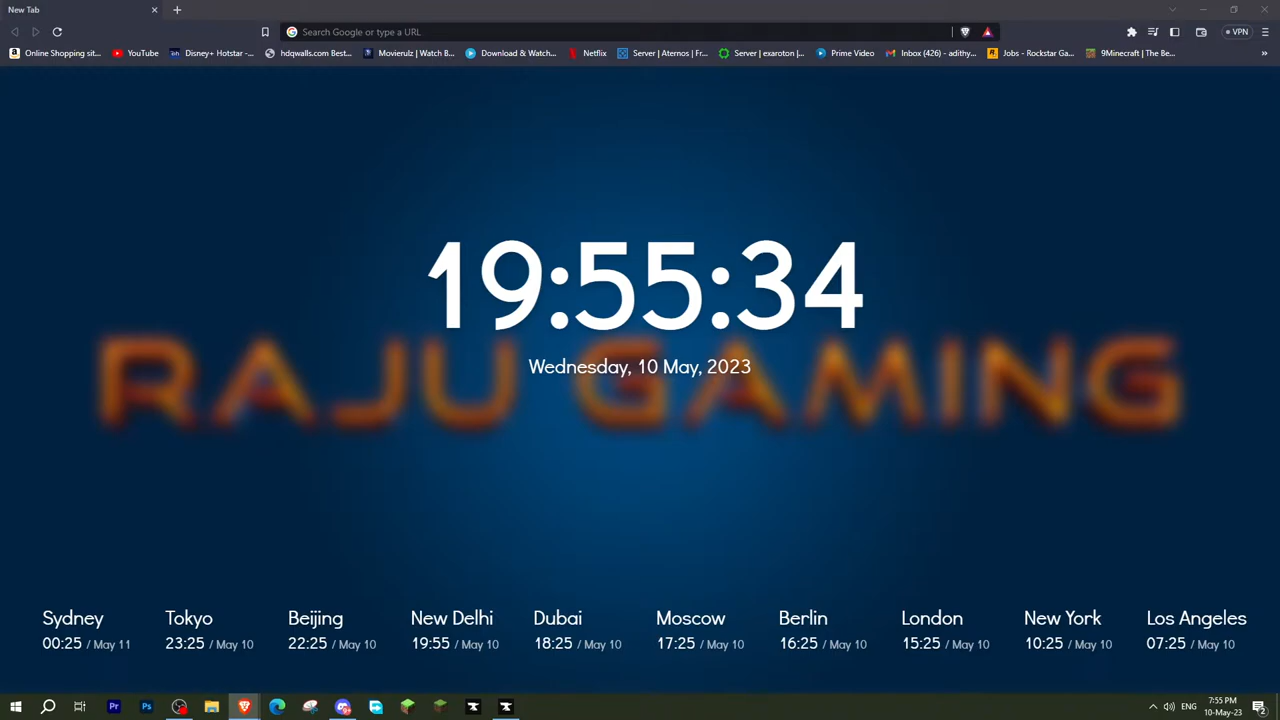 New Tab
Search Google or type a URL
VPN
Online Shopping sit...
YouTube
Disney+ Hotstar -...
hdqwalls.com Best...
Movierulz | Watch B...
Download & Watch...
Netflix
Server | Aternos | Fr...
Server | exaroton |...
Prime Video
Inbox (426) - adithy...
Jobs - Rockstar Ga...
9Minecraft | The Be...
19:55:34
Wednesday, 10 May, 2023
RAJU GAMING
Sydney
00:25 / May 11
Tokyo
23:25 / May 10
Beijing
22:25 / May 10
New Delhi
19:55 / May 10
Dubai
18:25 / May 10
Moscow
17:25 / May 10
Berlin
16:25 / May 10
London
15:25 / May 10
New York
10:25 / May 10
Los Angeles
07:25 / May 10
Pr
Ps
ENG
7:55 PM
10-May-23
2